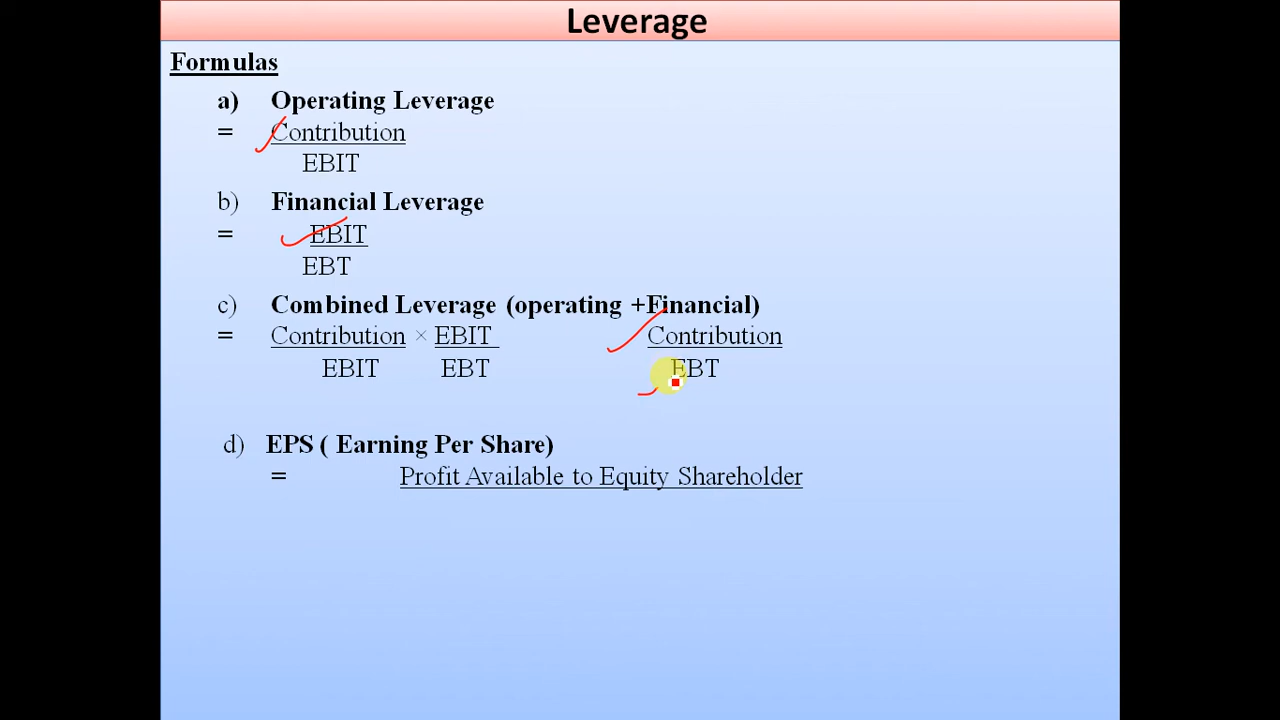 Leverage
Formulas
a) Operating Leverage
= Contribution
EBIT
b) Financial Leverage
= EBIT
EBT
c) Combined Leverage (operating +Financial)
= Contribution × EBIT Contribution
EBIT EBT EBT
d) EPS ( Earning Per Share)
= Profit Available to Equity Shareholder